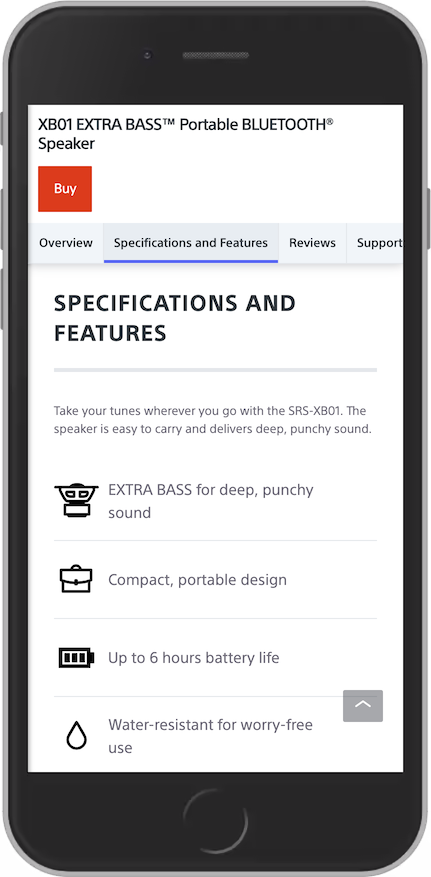 XB01 EXTRA BASS™ Portable BLUETOOTH®
Speaker
Buy
Overview
Specifications and Features
Reviews
Support
SPECIFICATIONS AND
FEATURES
Take your tunes wherever you go with the SRS-XB01. The
speaker is easy to carry and delivers deep, punchy sound.
EXTRA BASS for deep, punchy
sound
Compact, portable design
Up to 6 hours battery life
Water-resistant for worry-free
use